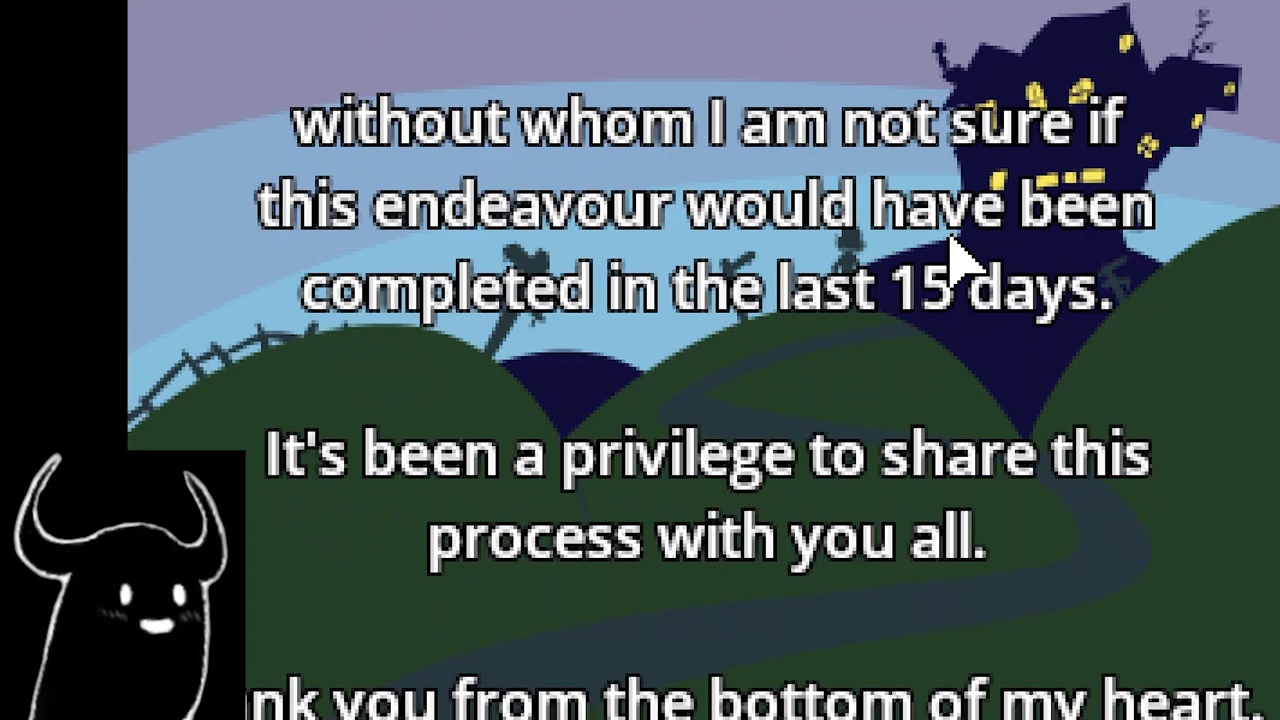 without whom I am not sure if
this endeavour would have been
completed in the last 15 days.
It's been a privilege to share this
process with you all.
nk you from the bottom of my heart.